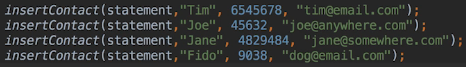 insertContact(statement,"Tim", 6545678, "tim@email.com");
insertContact(statement,"Joe", 45632, "joe@anywhere.com");
insertContact(statement,"Jane", 4829484, "jane@somewhere.com");
insertContact(statement,"Fido", 9038, "dog@email.com");